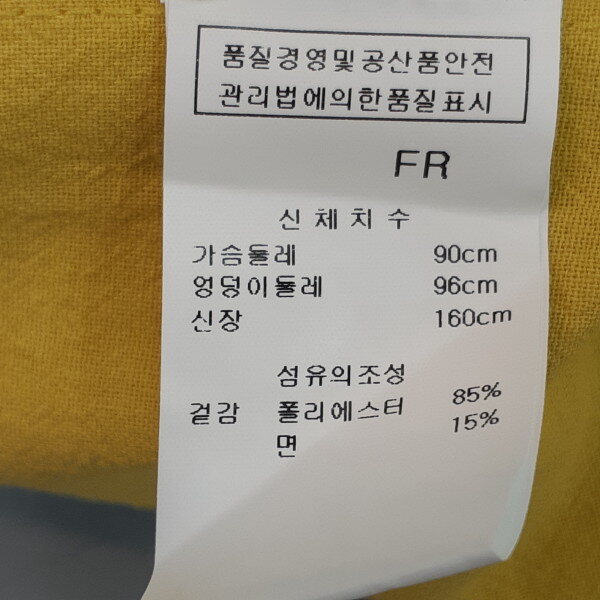 품질경영및공산품안전
관리법에의한품질표시
FR
신체치수
가슴둘레 90cm
엉덩이둘레 96cm
신장 160cm
섬유의조성
겉감 폴리에스터 85%
면 15%